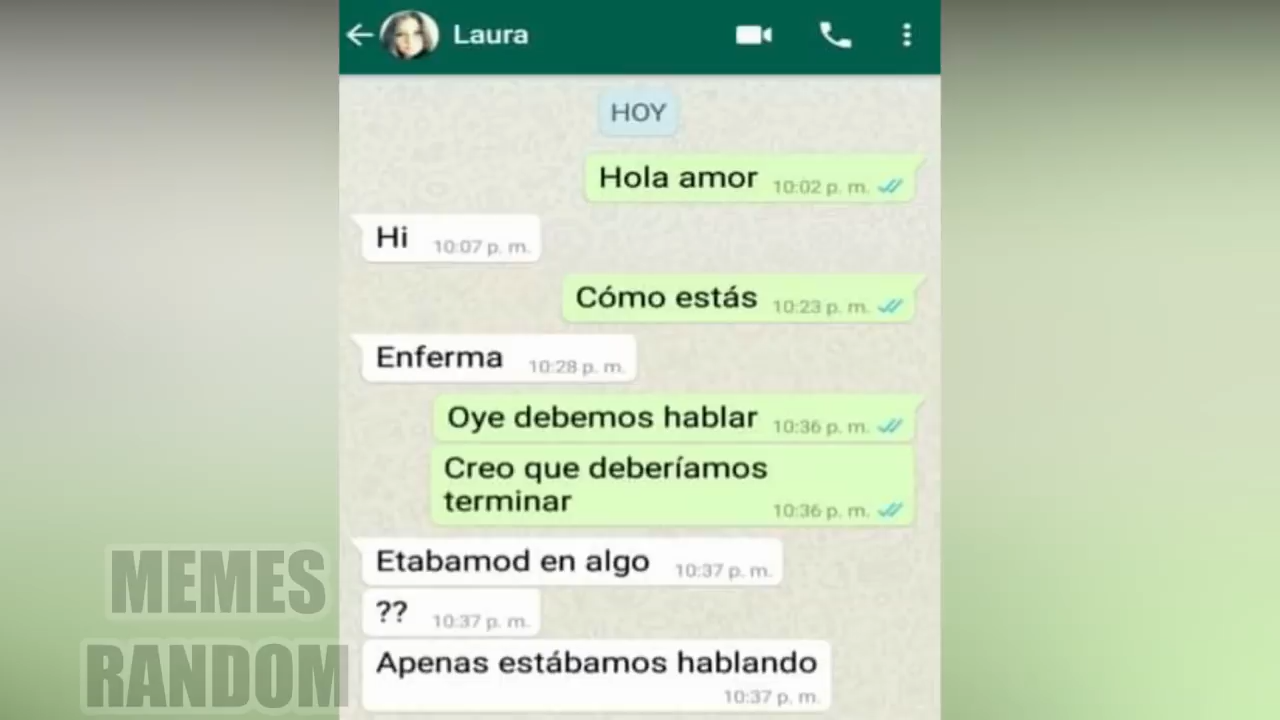 Laura
HOY
Hola amor 10:02 p. m.
Hi 10:07 p. m.
Cómo estás 10:23 p. m.
Enferma 10:28 p. m.
Oye debemos hablar 10:36 p. m.
Creo que deberíamos
terminar 10:36 p. m.
Etabamod en algo 10:37 p. m.
?? 10:37 p. m.
Apenas estábamos hablando
10:37 p. m.
MEMES
RANDOM